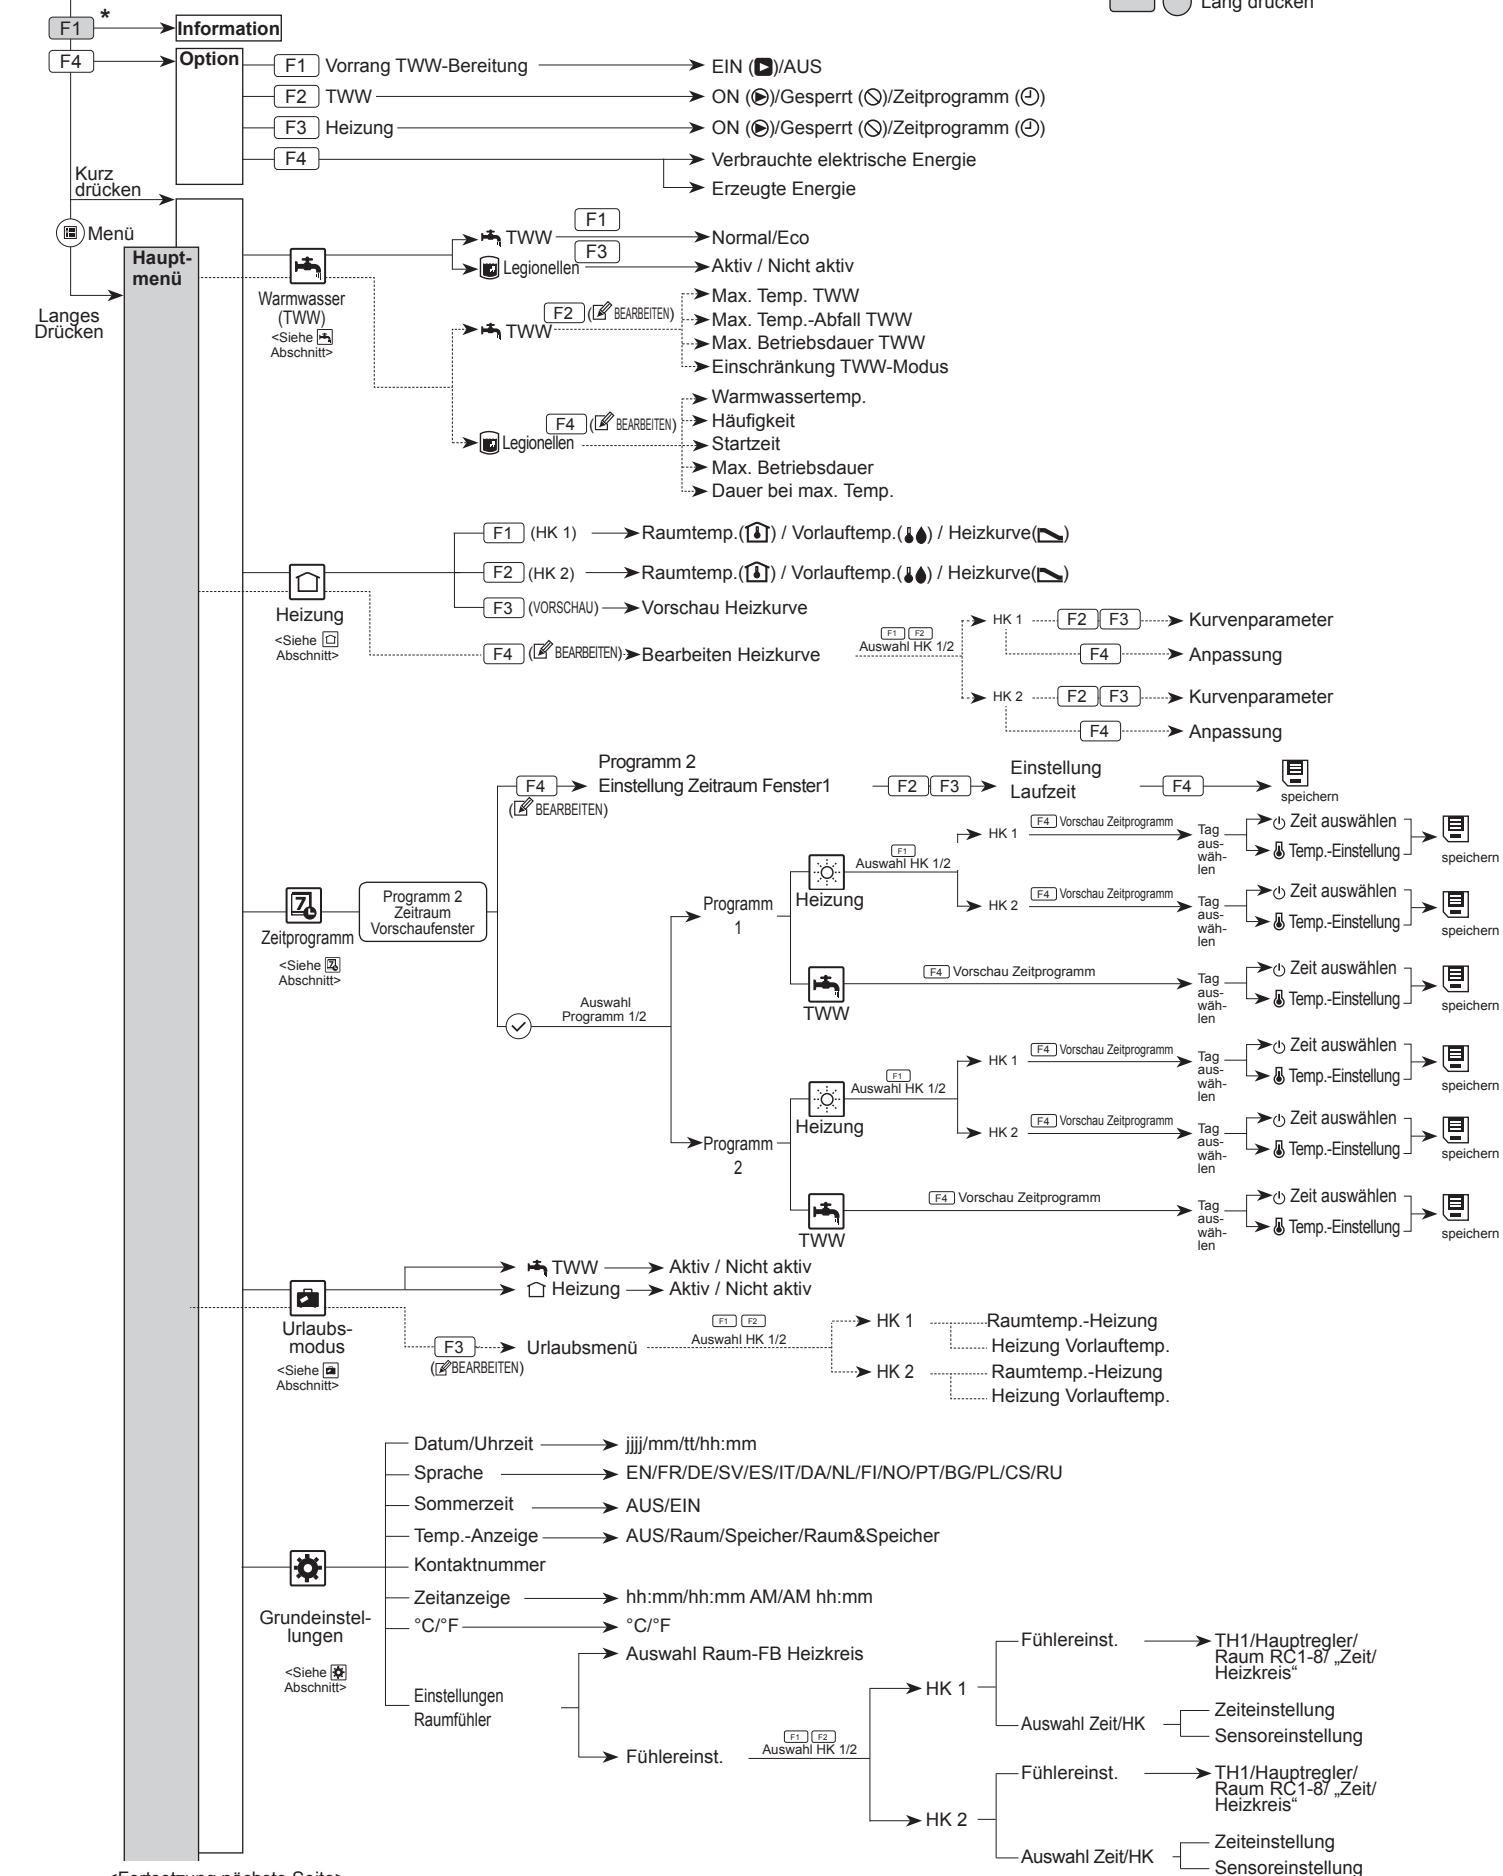 Lang drücken
F1 * Information
F4 Option F1 Vorrang TWW-Bereitung EIN ()/AUS
F2 TWW ON ()/Gesperrt ()/Zeitprogramm ()
F3 Heizung ON ()/Gesperrt ()/Zeitprogramm ()
F4 Verbrauchte elektrische Energie
Erzeugte Energie
Kurz
drücken
Menü
Langes
Drücken
Haupt-
menü
Warmwasser
(TWW)
<Siehe
Abschnitt>
TWW F1 Normal/Eco
Legionellen F3 Aktiv / Nicht aktiv
TWW F2 (BEARBEITEN)
Max. Temp. TWW
Max. Temp.-Abfall TWW
Max. Betriebsdauer TWW
Einschränkung TWW-Modus
Legionellen F4 (BEARBEITEN)
Warmwassertemp.
Häufigkeit
Startzeit
Max. Betriebsdauer
Dauer bei max. Temp.
Heizung
<Siehe
Abschnitt>
F1 (HK 1) Raumtemp.() / Vorlauftemp.() / Heizkurve()
F2 (HK 2) Raumtemp.() / Vorlauftemp.() / Heizkurve()
F3 (VORSCHAU) Vorschau Heizkurve
F4 (BEARBEITEN) Bearbeiten Heizkurve
F1 F2
Auswahl HK 1/2
HK 1 F2 F3 Kurvenparameter
F4 Anpassung
HK 2 F2 F3 Kurvenparameter
F4 Anpassung
Zeitprogramm
<Siehe
Abschnitt>
Programm 2
Zeitraum
Vorschaufenster
F4
(BEARBEITEN)
Programm 2
Einstellung Zeitraum Fenster1
F2 F3
Einstellung
Laufzeit
F4
speichern
Auswahl
Programm 1/2
Programm
1
Heizung
F1
Auswahl HK 1/2
HK 1 F4 Vorschau Zeitprogramm
Tag
aus-
wäh-
len
Zeit auswählen
Temp.-Einstellung
speichern
HK 2 F4 Vorschau Zeitprogramm
Tag
aus-
wäh-
len
Zeit auswählen
Temp.-Einstellung
speichern
TWW
F4 Vorschau Zeitprogramm
Tag
aus-
wäh-
len
Zeit auswählen
Temp.-Einstellung
speichern
Programm
2
Heizung
F1
Auswahl HK 1/2
HK 1 F4 Vorschau Zeitprogramm
Tag
aus-
wäh-
len
Zeit auswählen
Temp.-Einstellung
speichern
HK 2 F4 Vorschau Zeitprogramm
Tag
aus-
wäh-
len
Zeit auswählen
Temp.-Einstellung
speichern
TWW
F4 Vorschau Zeitprogramm
Tag
aus-
wäh-
len
Zeit auswählen
Temp.-Einstellung
speichern
Urlaubs-
modus
<Siehe
Abschnitt>
TWW Aktiv / Nicht aktiv
Heizung Aktiv / Nicht aktiv
F3
(BEARBEITEN)
Urlaubsmenü
F1 F2
Auswahl HK 1/2
HK 1 Raumtemp.-Heizung
Heizung Vorlauftemp.
HK 2 Raumtemp.-Heizung
Heizung Vorlauftemp.
Grundeinstel-
lungen
<Siehe
Abschnitt>
Datum/Uhrzeit jjjj/mm/tt/hh:mm
Sprache EN/FR/DE/SV/ES/IT/DA/NL/FI/NO/PT/BG/PL/CS/RU
Sommerzeit AUS/EIN
Temp.-Anzeige AUS/Raum/Speicher/Raum&Speicher
Kontaktnummer
Zeitanzeige hh:mm/hh:mm AM/AM hh:mm
°C/°F °C/°F
Einstellungen
Raumfühler
Auswahl Raum-FB Heizkreis
Fühlereinst.
F1 F2
Auswahl HK 1/2
HK 1
Fühlereinst.
TH1/Hauptregler/
Raum RC1-8/ „Zeit/
Heizkreis“
Auswahl Zeit/HK
Zeiteinstellung
Sensoreinstellung
HK 2
Fühlereinst.
TH1/Hauptregler/
Raum RC1-8/ „Zeit/
Heizkreis“
Auswahl Zeit/HK
Zeiteinstellung
Sensoreinstellung
<Fortsetzung nächste Seite>